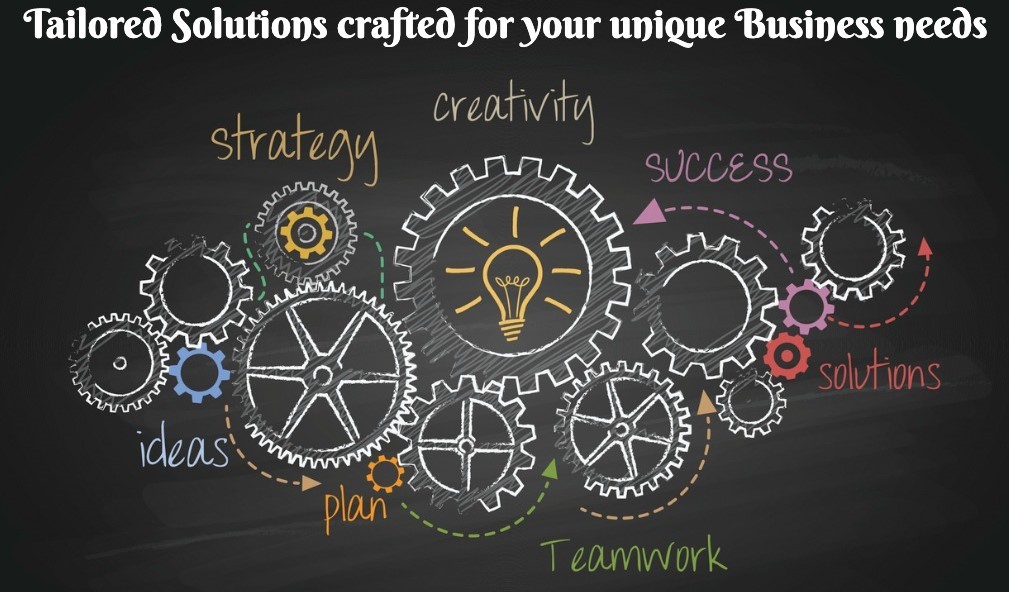 Tailored Solutions crafted for your unique Business needs
creativity
strategy
SUCCESS
solutions
ideas
plan
Teamwork